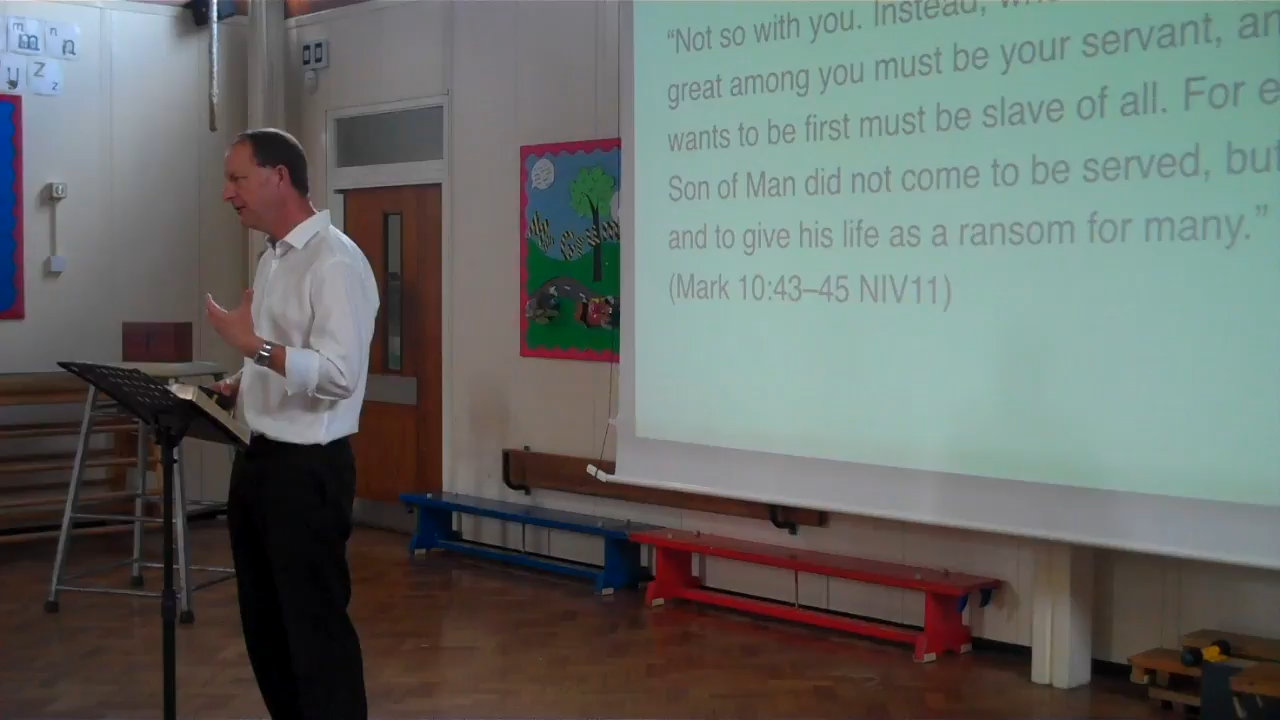 m m n n
y z z
“Not so with you. Instead,
great among you must be your servant,
wants to be first must be slave of all. For
Son of Man did not come to be served, but
and to give his life as a ransom for many.”
(Mark 10:43–45 NIV11)